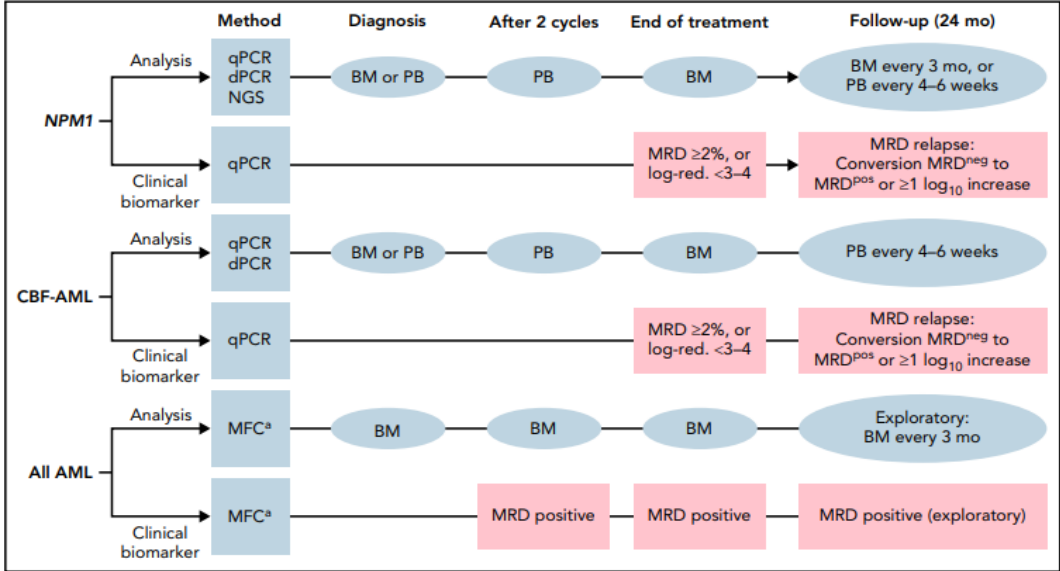 Method Diagnosis After 2 cycles End of treatment Follow-up (24 mo)
NPM1
Analysis
qPCR
dPCR
NGS
BM or PB
PB
BM
BM every 3 mo, or
PB every 4–6 weeks
Clinical
biomarker
qPCR
MRD ≥2%, or
log-red. <3–4
MRD relapse:
Conversion MRDneg to
MRDpos or ≥1 log10 increase
CBF-AML
Analysis
qPCR
dPCR
BM or PB
PB
BM
PB every 4–6 weeks
Clinical
biomarker
qPCR
MRD ≥2%, or
log-red. <3–4
MRD relapse:
Conversion MRDneg to
MRDpos or ≥1 log10 increase
All AML
Analysis
MFCa
BM
BM
BM
Exploratory:
BM every 3 mo
Clinical
biomarker
MFCa
MRD positive
MRD positive
MRD positive (exploratory)